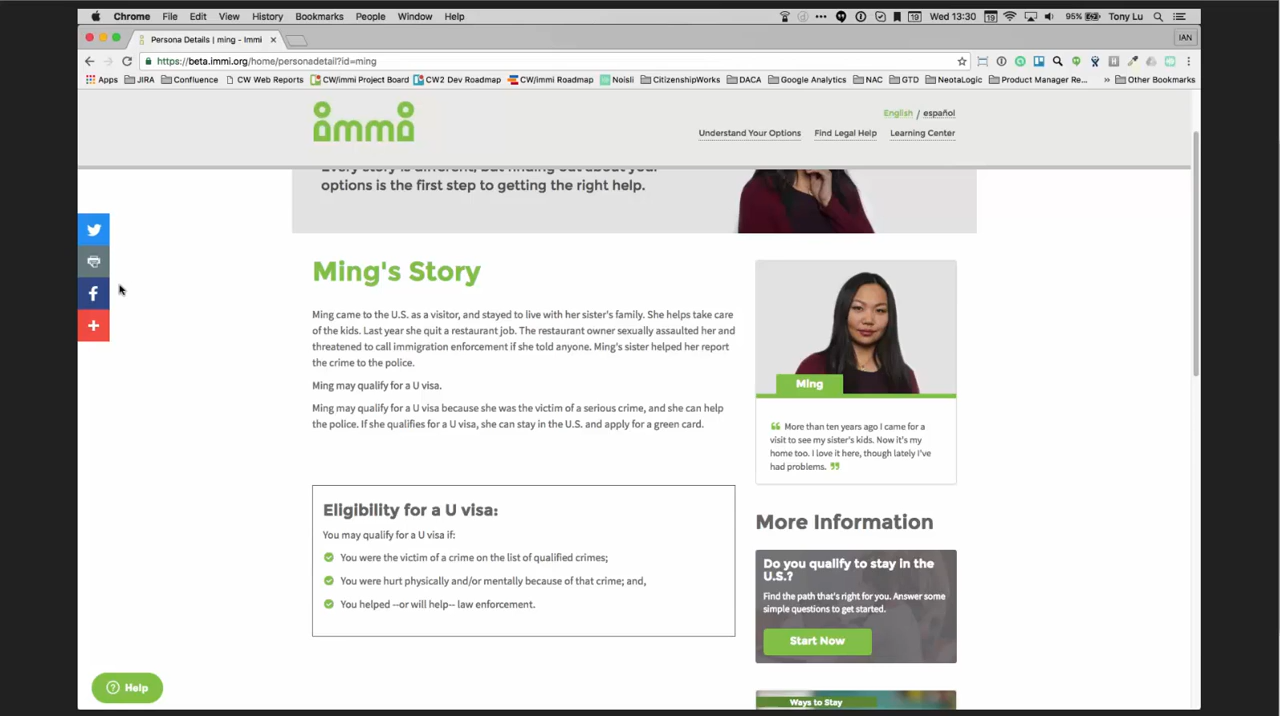 Chrome File Edit View History Bookmarks People Window Help
19 Wed 13:30 19 95% Tony Lu
Persona Details | ming - Immi
IAN
https://beta.immi.org/home/personadetail?id=ming
Apps JIRA Confluence CW Web Reports CW/immi Project Board CW2 Dev Roadmap CW/immi Roadmap Noisli CitizenshipWorks DACA Google Analytics NAC GTD NeotaLogic Product Manager Re... » Other Bookmarks
immi
English / español
Understand Your Options Find Legal Help Learning Center
options is the first step to getting the right help.
Ming's Story
Ming came to the U.S. as a visitor, and stayed to live with her sister's family. She helps take care
of the kids. Last year she quit a restaurant job. The restaurant owner sexually assaulted her and
threatened to call immigration enforcement if she told anyone. Ming's sister helped her report
the crime to the police.
Ming may qualify for a U visa.
Ming may qualify for a U visa because she was the victim of a serious crime, and she can help
the police. If she qualifies for a U visa, she can stay in the U.S. and apply for a green card.
Eligibility for a U visa:
You may qualify for a U visa if:
You were the victim of a crime on the list of qualified crimes;
You were hurt physically and/or mentally because of that crime; and,
You helped --or will help-- law enforcement.
Ming
More than ten years ago I came for a
visit to see my sister's kids. Now it's my
home too. I love it here, though lately I've
had problems.
More Information
Do you qualify to stay in the
U.S.?
Find the path that's right for you. Answer some
simple questions to get started.
Start Now
Ways to Stay
Help